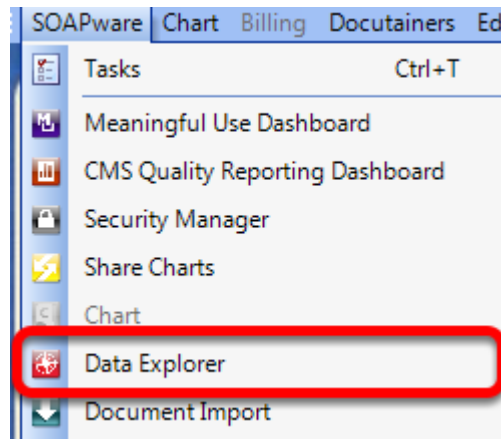 SOAPware Chart Billing Docutainers Ed
Tasks Ctrl+T
Meaningful Use Dashboard
CMS Quality Reporting Dashboard
Security Manager
Share Charts
Chart
Data Explorer
Document Import